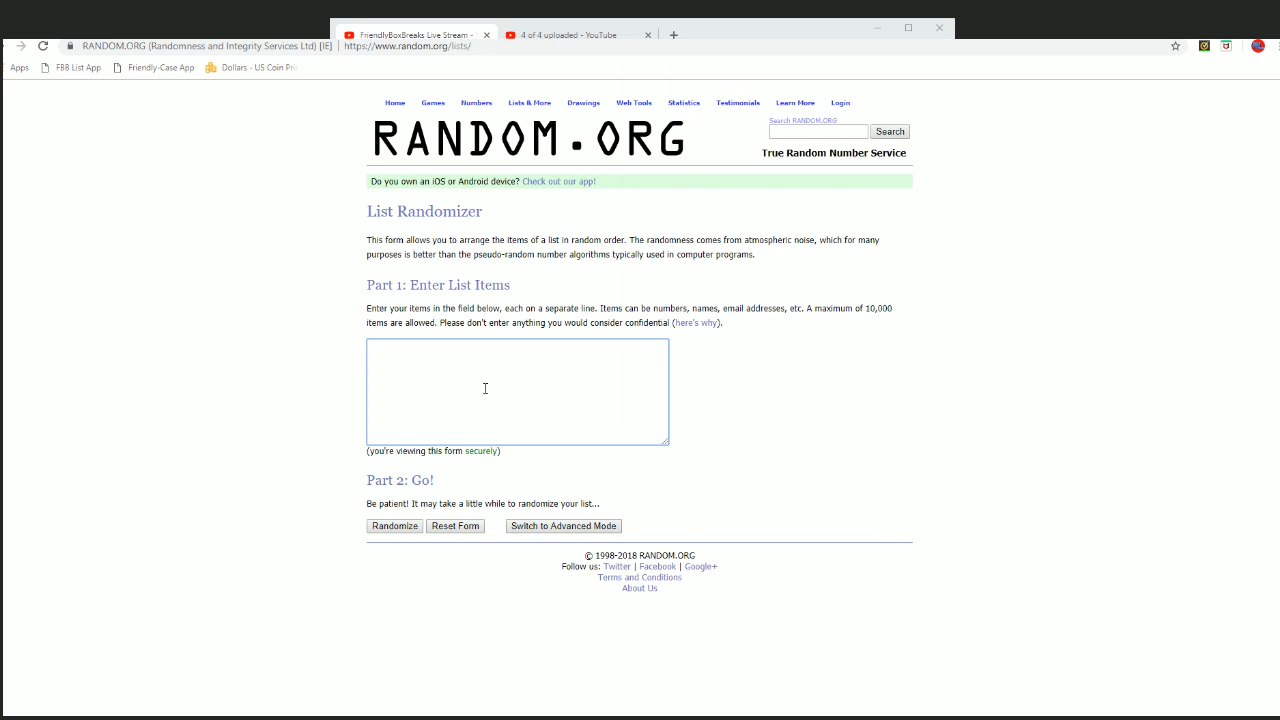 FriendlyBoxBreaks Live Stream -
4 of 4 uploaded - YouTube
RANDOM.ORG (Randomness and Integrity Services Ltd) [IE] | https://www.random.org/lists/
Apps FBB List App Friendly-Case App Dollars - US Coin
Home Games Numbers Lists & More Drawings Web Tools Statistics Testimonials Learn More Login
Search RANDOM.ORG
RANDOM.ORG
Search
True Random Number Service
Do you own an iOS or Android device? Check out our app!
List Randomizer
This form allows you to arrange the items of a list in random order. The randomness comes from atmospheric noise, which for many
purposes is better than the pseudo-random number algorithms typically used in computer programs.
Part 1: Enter List Items
Enter your items in the field below, each on a separate line. Items can be numbers, names, email addresses, etc. A maximum of 10,000
items are allowed. Please don't enter anything you would consider confidential (here's why).
(you're viewing this form securely)
Part 2: Go!
Be patient! It may take a little while to randomize your list...
Randomize Reset Form Switch to Advanced Mode
© 1998-2018 RANDOM.ORG
Follow us: Twitter | Facebook | Google+
Terms and Conditions
About Us